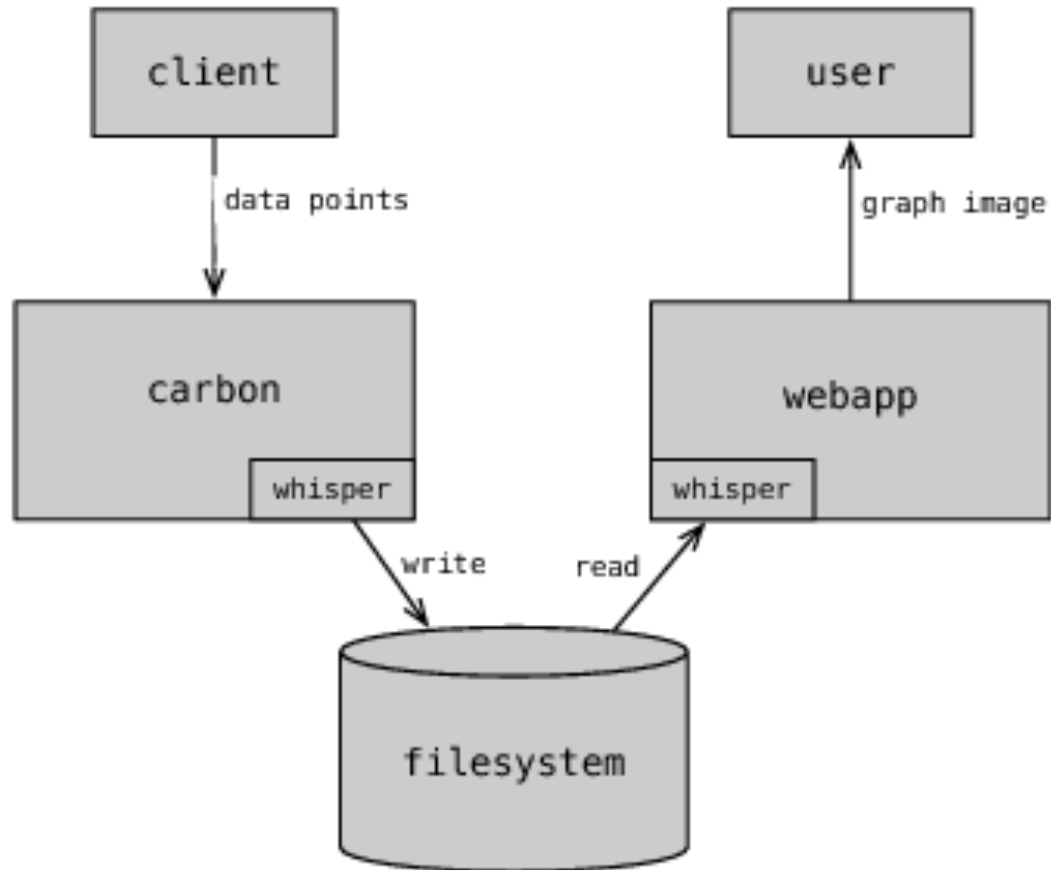 client
user
data points
graph image
carbon
webapp
whisper
whisper
write
read
filesystem